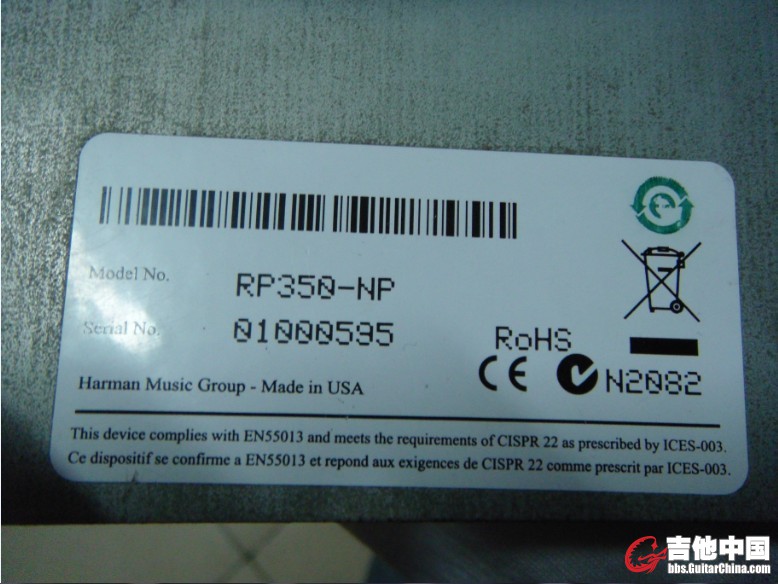 Model No. RP350-NP
Serial No. 01000595
RoHS
CE N2082
Harman Music Group - Made in USA
This device complies with EN55013 and meets the requirements of CISPR 22 as prescribed by ICES-003.
Ce dispositif se confirme a EN55013 et repond aux exigences de CISPR 22 comme prescrit par ICES-003.
吉他中国
bbs.GuitarChina.com